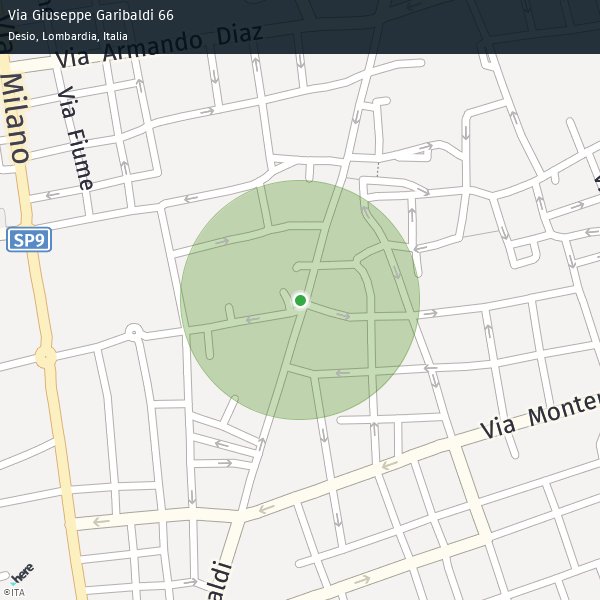 Via Giuseppe Garibaldi 66
Desio, Lombardia, Italia
Via Armando Diaz
Via Milano
Via Fiume
SP9
Via Monter
aldi
here
©ITA